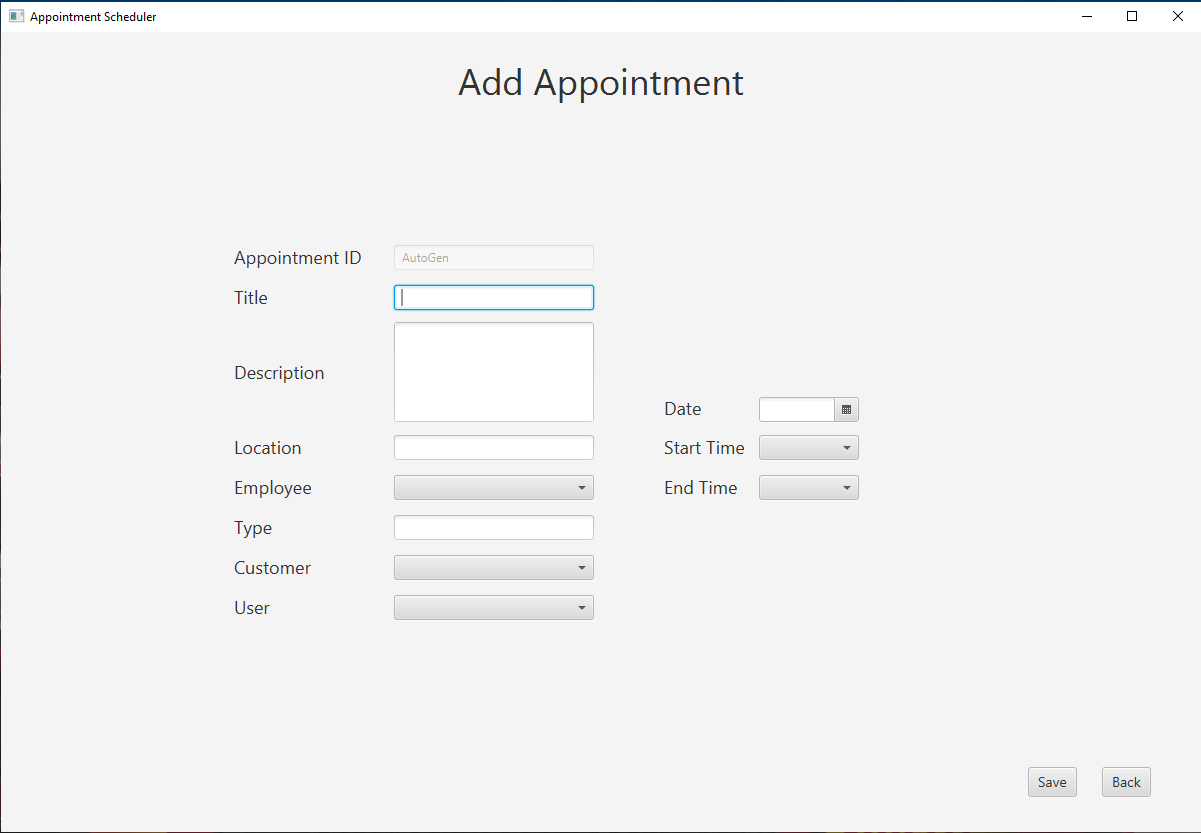 Appointment Scheduler
Add Appointment
Appointment ID
AutoGen
Title
Description
Location
Employee
Type
Customer
User
Date
Start Time
End Time
Save
Back